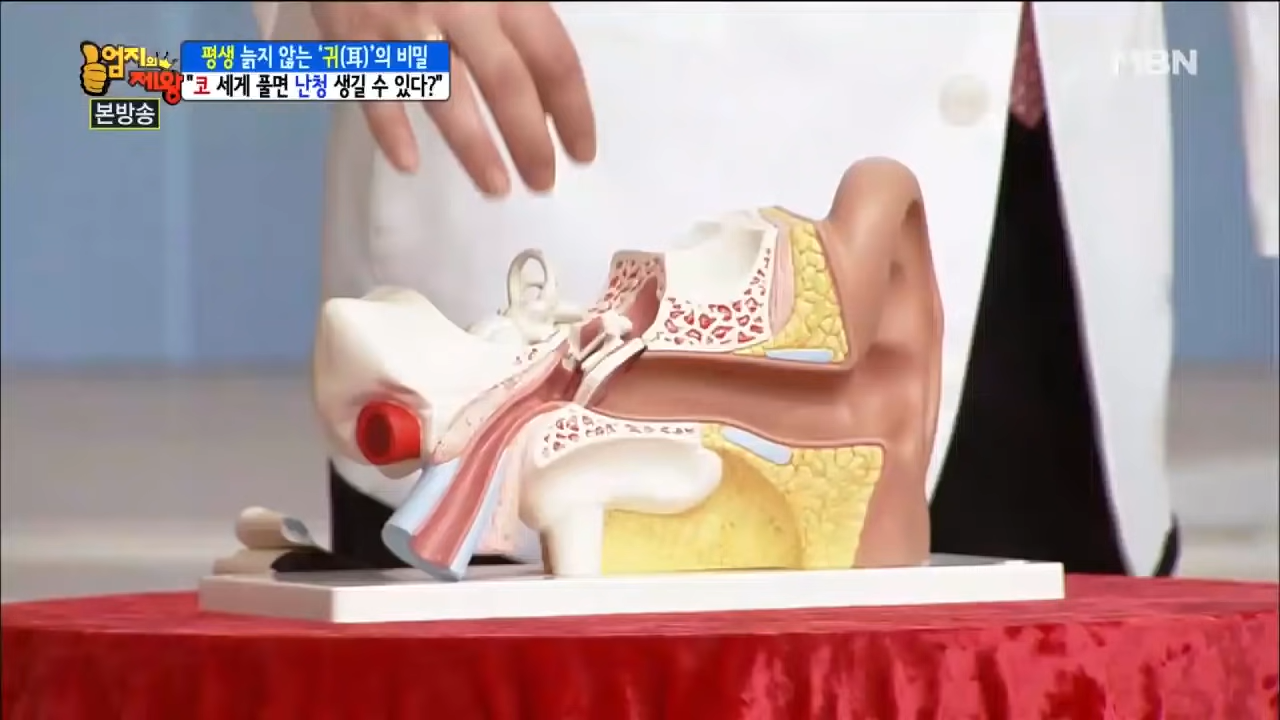 엄지의
제왕
평생 늙지 않는 '귀(耳)'의 비밀
"코 세게 풀면 난청 생길 수 있다?"
본방송
MBN